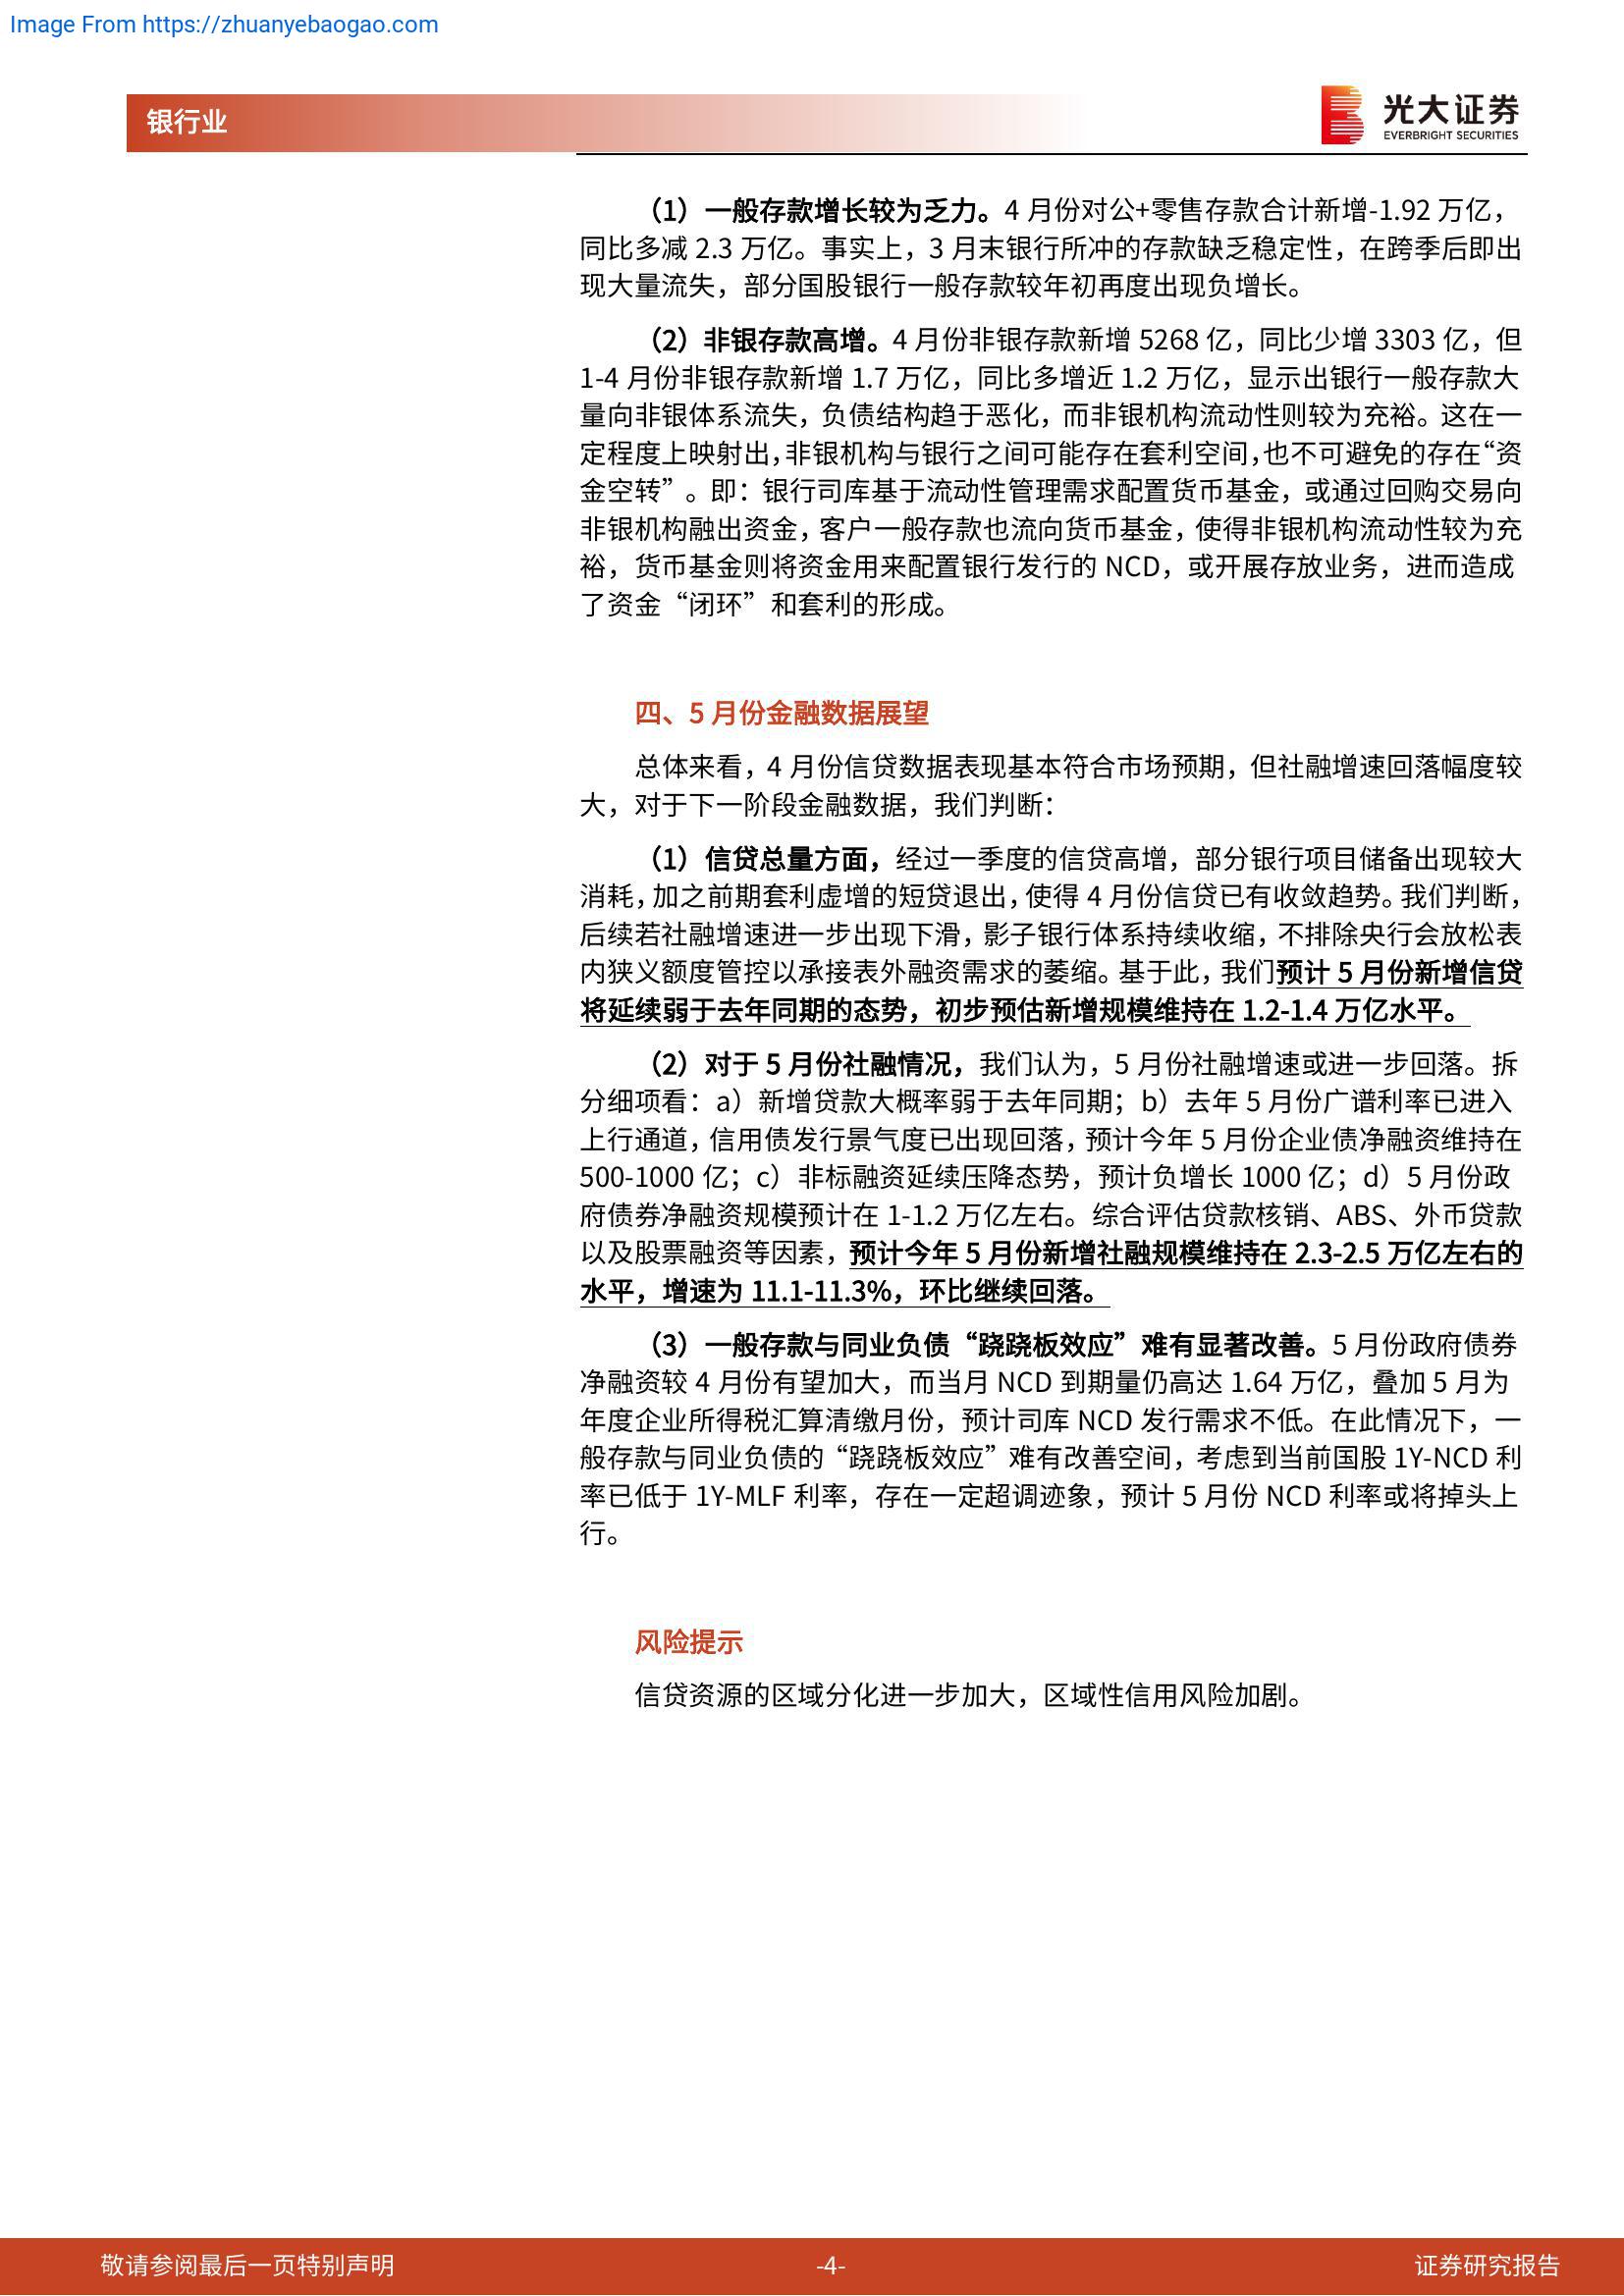 Image From https://zhuanyebaogao.com
银行业
光大证券
EVERBRIGHT SECURITIES
（1）一般存款增长较为乏力。4 月份对公+零售存款合计新增-1.92 万亿，
同比多减 2.3 万亿。事实上，3 月末银行所冲的存款缺乏稳定性，在跨季后即出
现大量流失，部分国股银行一般存款较年初再度出现负增长。
（2）非银存款高增。4 月份非银存款新增 5268 亿，同比少增 3303 亿，但
1-4 月份非银存款新增 1.7 万亿，同比多增近 1.2 万亿，显示出银行一般存款大
量向非银体系流失，负债结构趋于恶化，而非银机构流动性则较为充裕。这在一
定程度上映射出，非银机构与银行之间可能存在套利空间，也不可避免的存在“资
金空转”。即：银行司库基于流动性管理需求配置货币基金，或通过回购交易向
非银机构融出资金，客户一般存款也流向货币基金，使得非银机构流动性较为充
裕，货币基金则将资金用来配置银行发行的 NCD，或开展存放业务，进而造成
了资金“闭环”和套利的形成。
四、5 月份金融数据展望
总体来看，4 月份信贷数据表现基本符合市场预期，但社融增速回落幅度较
大，对于下一阶段金融数据，我们判断：
（1）信贷总量方面，经过一季度的信贷高增，部分银行项目储备出现较大
消耗，加之前期套利虚增的短贷退出，使得 4 月份信贷已有收敛趋势。我们判断，
后续若社融增速进一步出现下滑，影子银行体系持续收缩，不排除央行会放松表
内狭义额度管控以承接表外融资需求的萎缩。基于此，我们预计 5 月份新增信贷
将延续弱于去年同期的态势，初步预估新增规模维持在 1.2-1.4 万亿水平。
（2）对于 5 月份社融情况，我们认为，5 月份社融增速或进一步回落。拆
分细项看：a）新增贷款大概率弱于去年同期；b）去年 5 月份广谱利率已进入
上行通道，信用债发行景气度已出现回落，预计今年 5 月份企业债净融资维持在
500-1000 亿；c）非标融资延续压降态势，预计负增长 1000 亿；d）5 月份政
府债券净融资规模预计在 1-1.2 万亿左右。综合评估贷款核销、ABS、外币贷款
以及股票融资等因素，预计今年 5 月份新增社融规模维持在 2.3-2.5 万亿左右的
水平，增速为 11.1-11.3%，环比继续回落。
（3）一般存款与同业负债“跷跷板效应”难有显著改善。5 月份政府债券
净融资较 4 月份有望加大，而当月 NCD 到期量仍高达 1.64 万亿，叠加 5 月为
年度企业所得税汇算清缴月份，预计司库 NCD 发行需求不低。在此情况下，一
般存款与同业负债的“跷跷板效应”难有改善空间，考虑到当前国股 1Y-NCD 利
率已低于 1Y-MLF 利率，存在一定超调迹象，预计 5 月份 NCD 利率或将掉头上
行。
风险提示
信贷资源的区域分化进一步加大，区域性信用风险加剧。
敬请参阅最后一页特别声明
-4-
证券研究报告